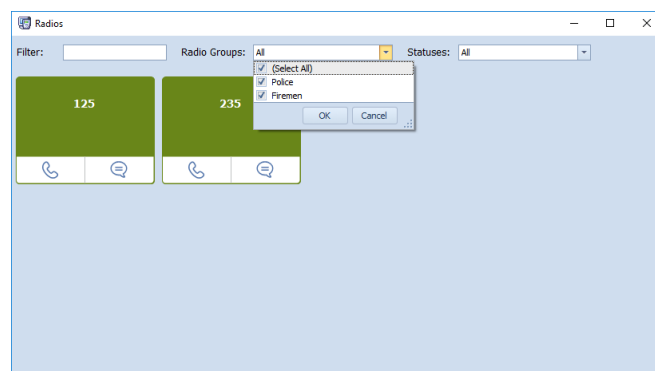 Radios
Filter: Radio Groups: All Statuses: All
(Select All)
Police
Firemen
OK Cancel
125 235